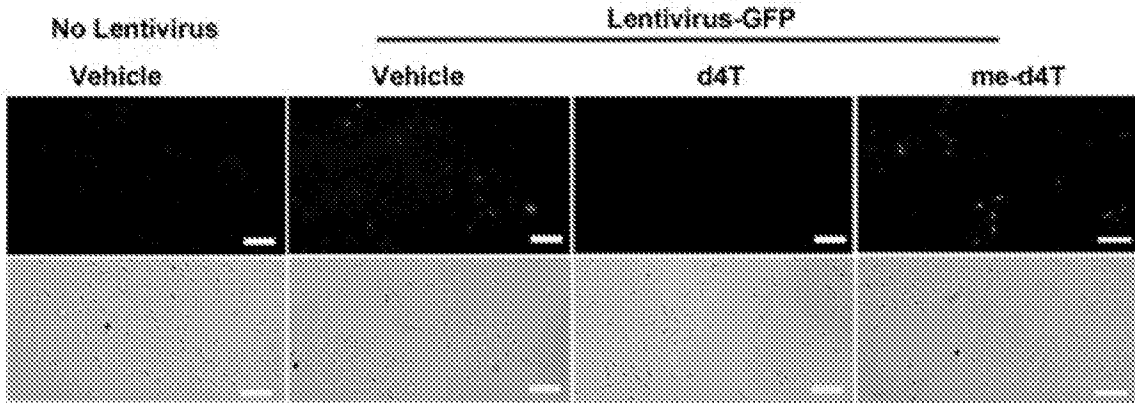 No Lentivirus
Lentivirus-GFP
Vehicle
Vehicle
d4T
me-d4T